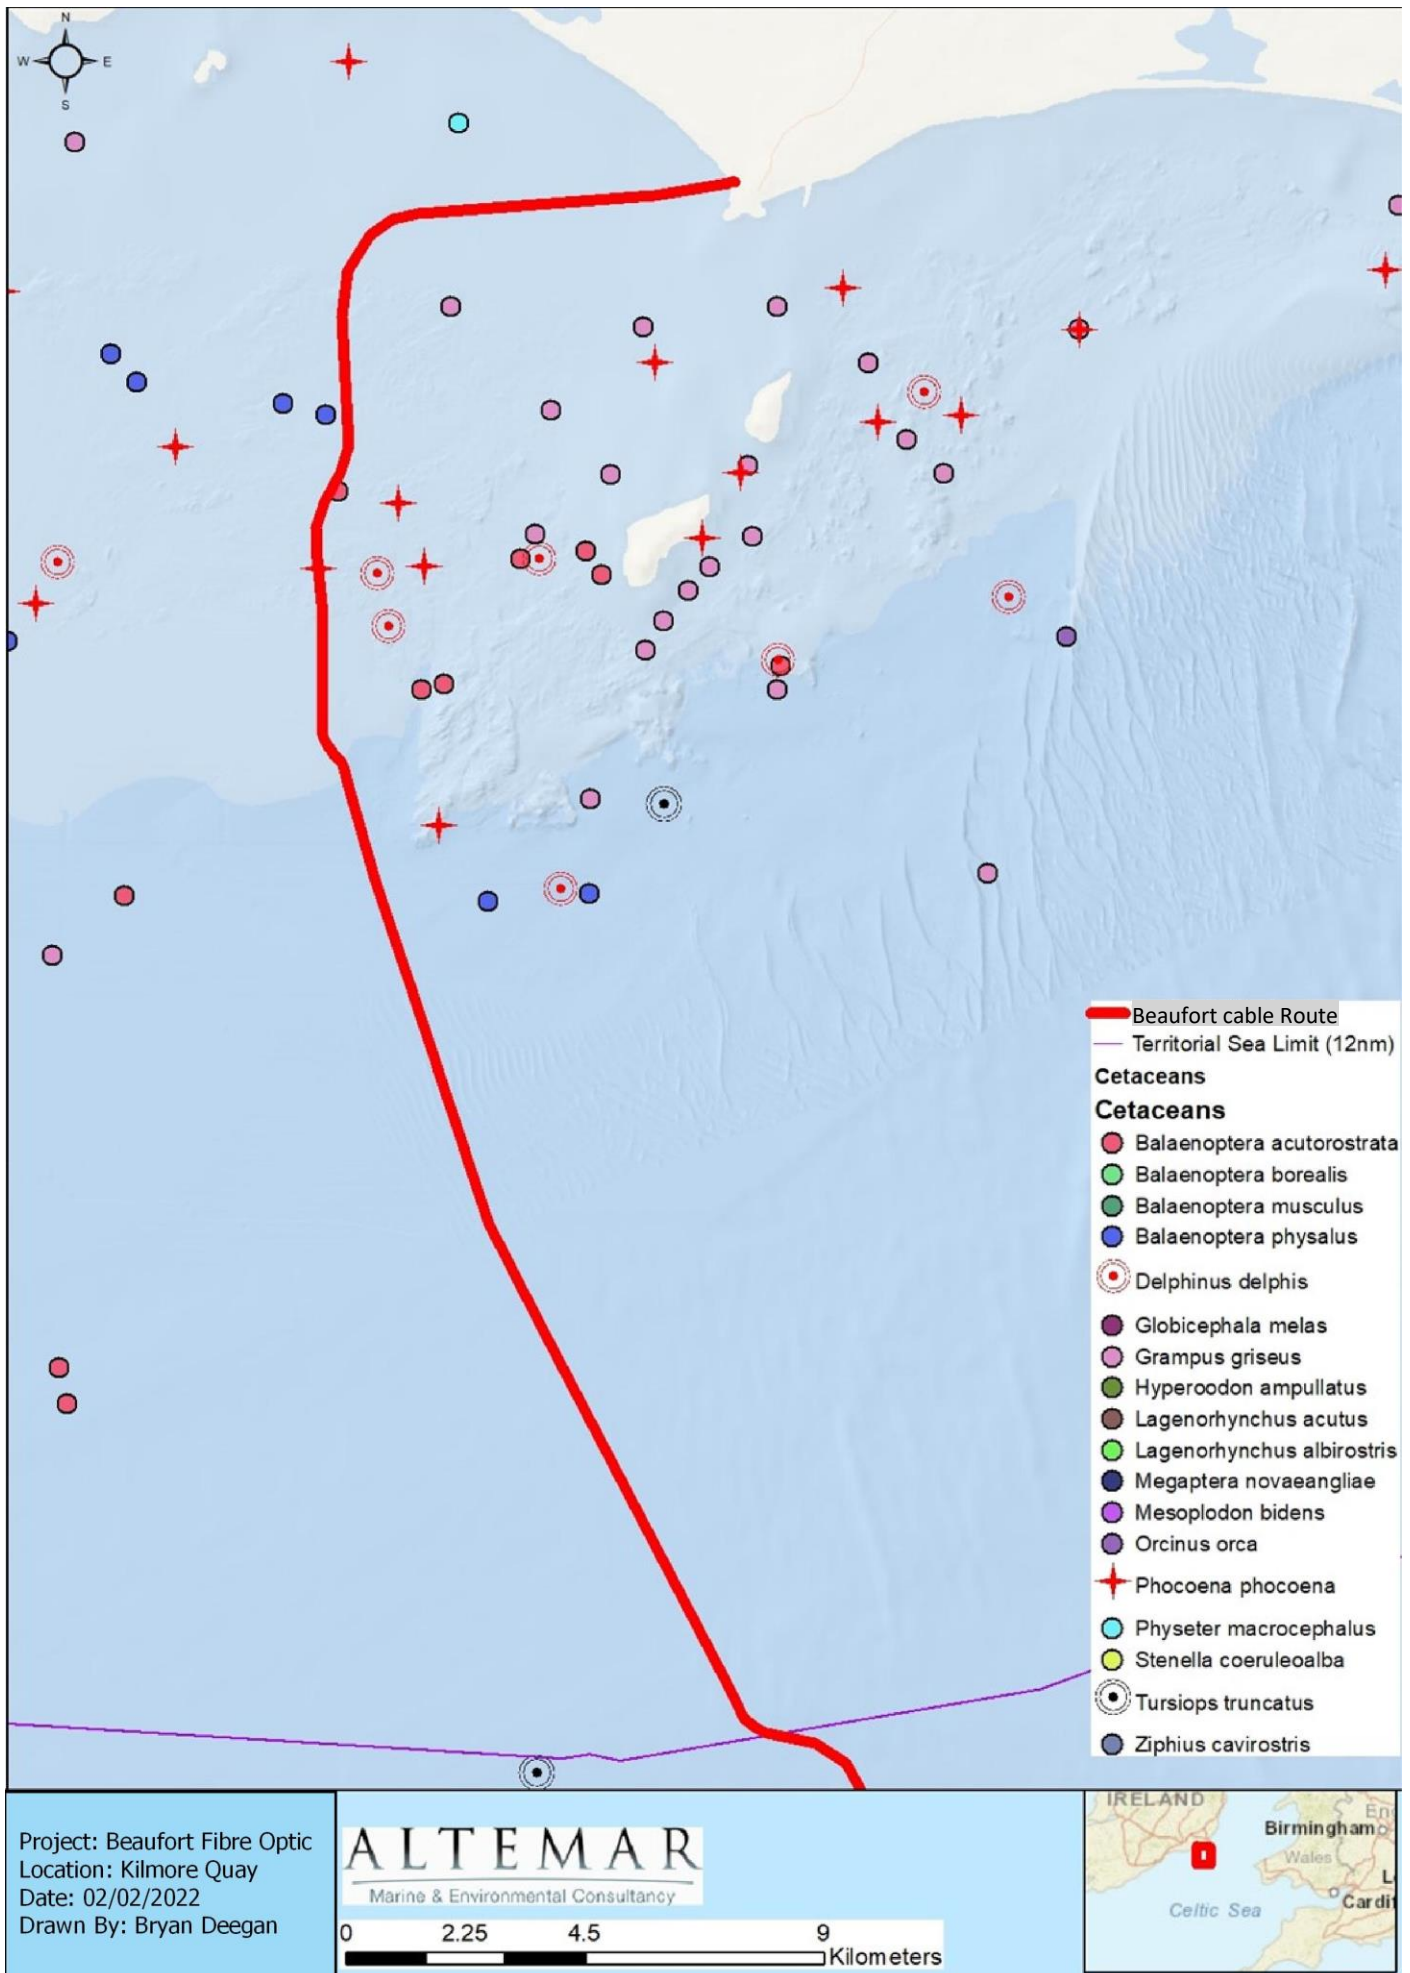 N
W E
S
Beaufort cable Route
Territorial Sea Limit (12nm)
Cetaceans
Cetaceans
Balaenoptera acutorostrata
Balaenoptera borealis
Balaenoptera musculus
Balaenoptera physalus
Delphinus delphis
Globicephala melas
Grampus griseus
Hyperoodon ampullatus
Lagenorhynchus acutus
Lagenorhynchus albirostris
Megaptera novaeangliae
Mesoplodon bidens
Orcinus orca
Phocoena phocoena
Physeter macrocephalus
Stenella coeruleoalba
Tursiops truncatus
Ziphius cavirostris
Project: Beaufort Fibre Optic
Location: Kilmore Quay
Date: 02/02/2022
Drawn By: Bryan Deegan
ALTEMAR
Marine & Environmental Consultancy
0 2.25 4.5 9
Kilometers
IRELAND
En
Birmingham
Wales
L
Cardif
Celtic Sea